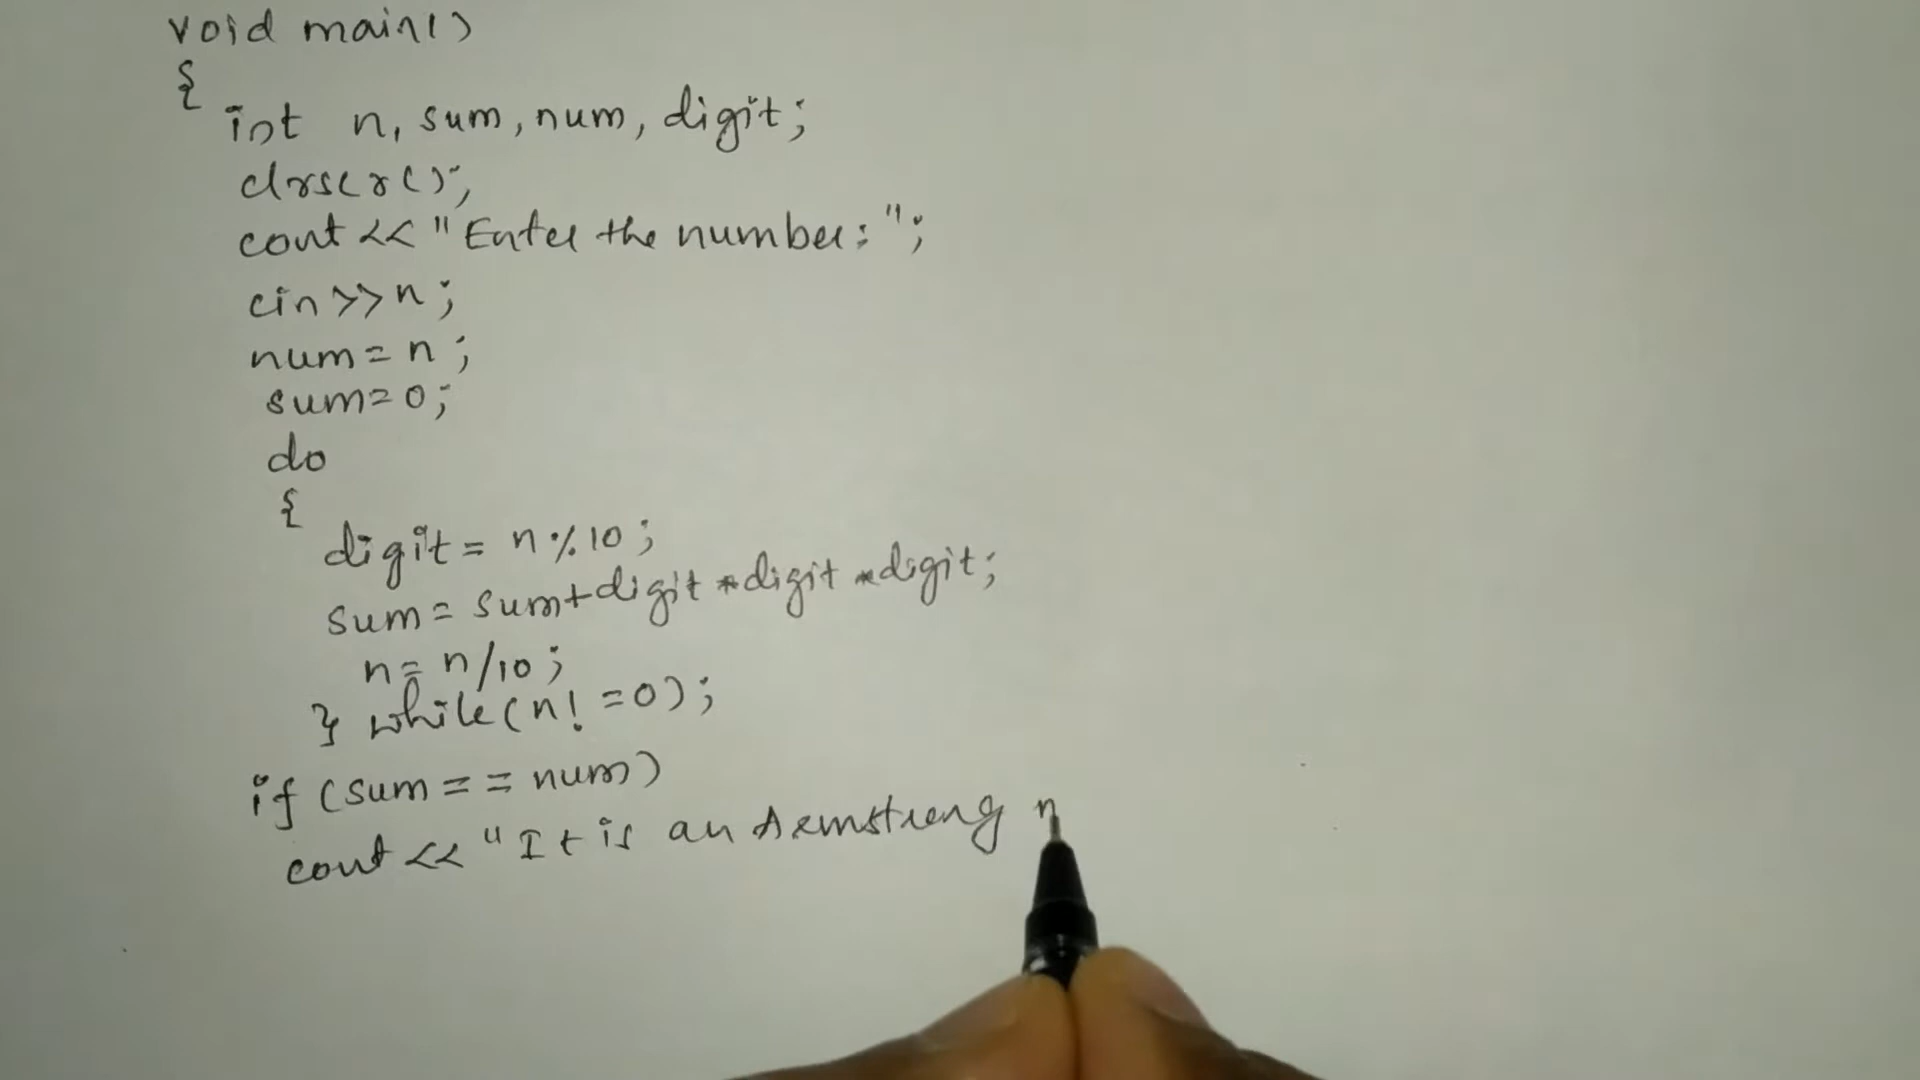 void main()
{
int n, sum, num, digit;
clrscr();
cout << "Enter the number: ";
cin >> n;
num = n;
sum = 0;
do
{
digit = n % 10;
sum = sum + digit * digit * digit;
n = n/10;
} while (n! = 0);
if (sum = = num)
cout << "It is an Armstrong n